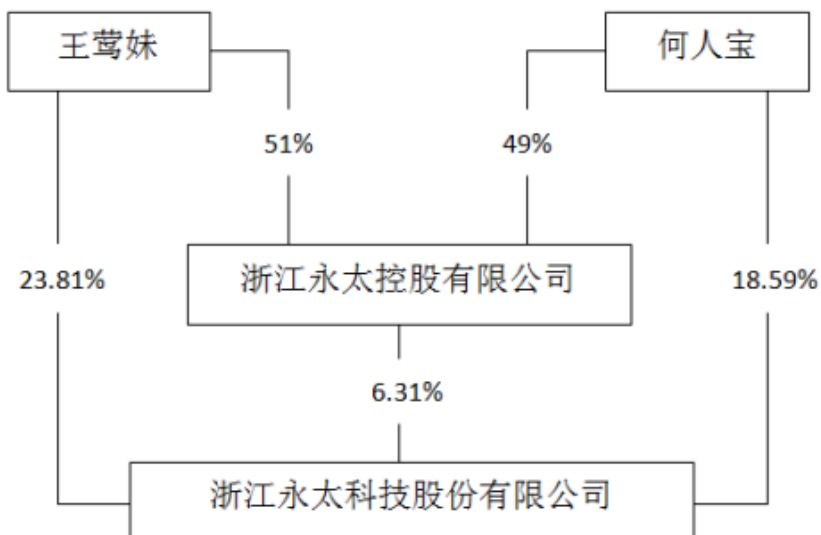 王莺妹
何人宝
51%
49%
浙江永太控股有限公司
23.81%
18.59%
6.31%
浙江永太科技股份有限公司